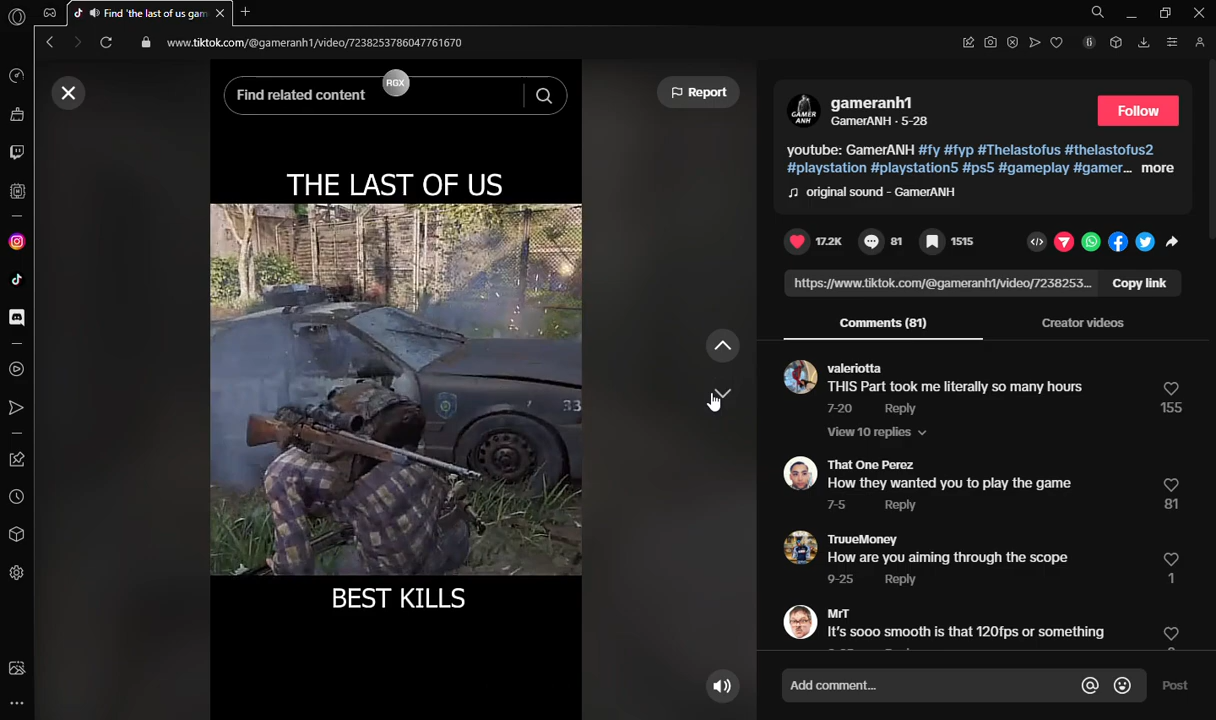 Find 'the last of us gam
www.tiktok.com/@gameranh1/video/7238253786047761670
Find related content
RGX
Report
THE LAST OF US
33
BEST KILLS
GAMER
ANH
gameranh1
GamerANH · 5-28
Follow
youtube: GamerANH #fy #fyp #Thelastofus #thelastofus2
#playstation #playstation5 #ps5 #gameplay #gamer... more
original sound - GamerANH
17.2K
81
1515
https://www.tiktok.com/@gameranh1/video/7238253...
Copy link
Comments (81)
Creator videos
valeriotta
THIS Part took me literally so many hours
7-20 Reply
155
View 10 replies
That One Perez
How they wanted you to play the game
7-5 Reply
81
TruueMoney
How are you aiming through the scope
9-25 Reply
1
MrT
It's sooo smooth is that 120fps or something
Add comment...
Post